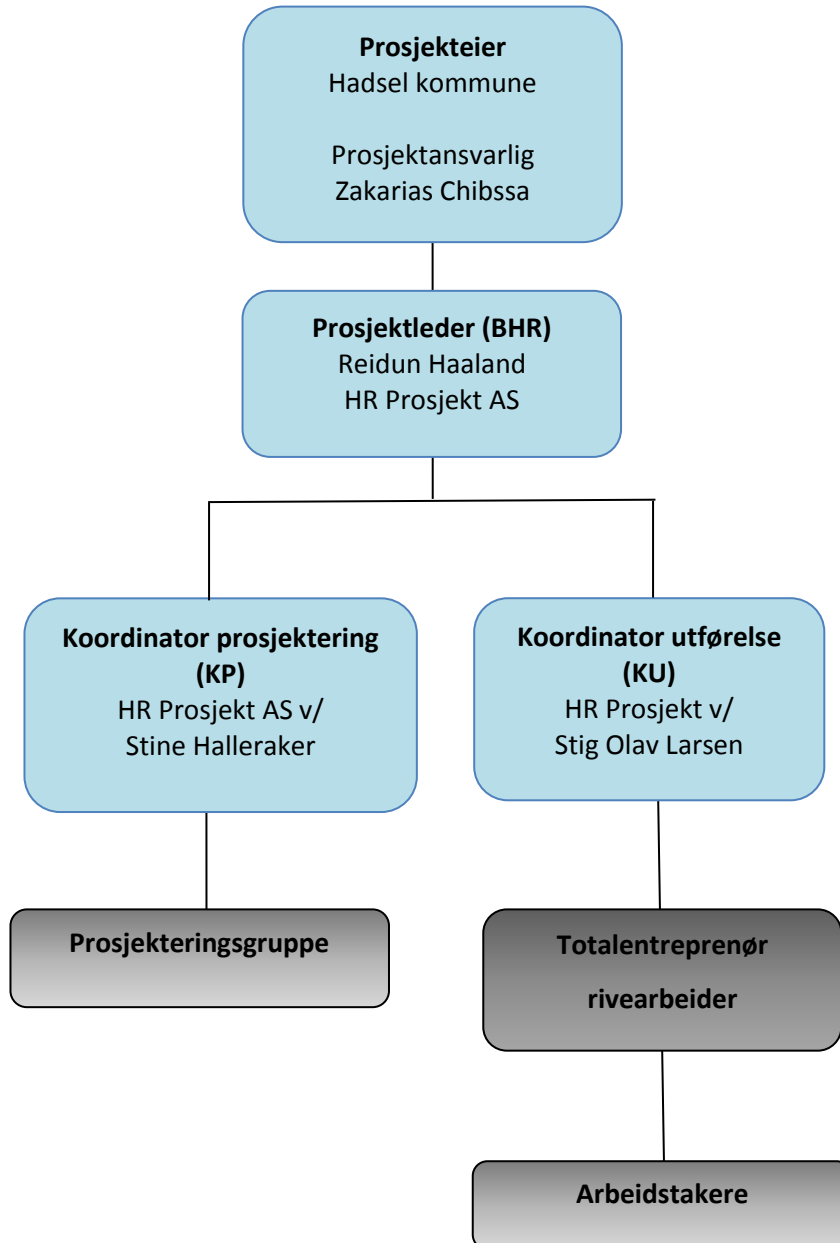 Prosjekteier
Hadsel kommune
Prosjektansvarlig
Zakarias Chibssa
Prosjektleder (BHR)
Reidun Haaland
HR Prosjekt AS
Koordinator prosjektering
(KP)
HR Prosjekt AS v/
Stine Halleraker
Koordinator utførelse
(KU)
HR Prosjekt v/
Stig Olav Larsen
Prosjekteringsgruppe
Totalentreprenør
rivearbeider
Arbeidstakere